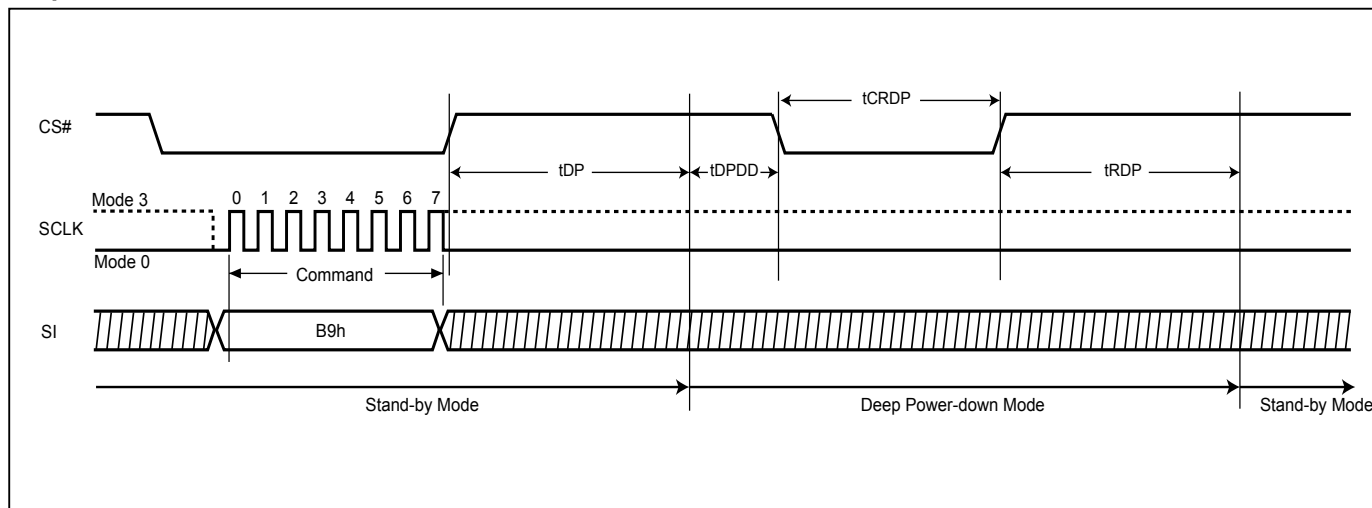 tCRDP
CS#
tDP
tDPDD
tRDP
Mode 3
0 1 2 3 4 5 6 7
SCLK
Mode 0
Command
SI
B9h
Stand-by Mode
Deep Power-down Mode
Stand-by Mode